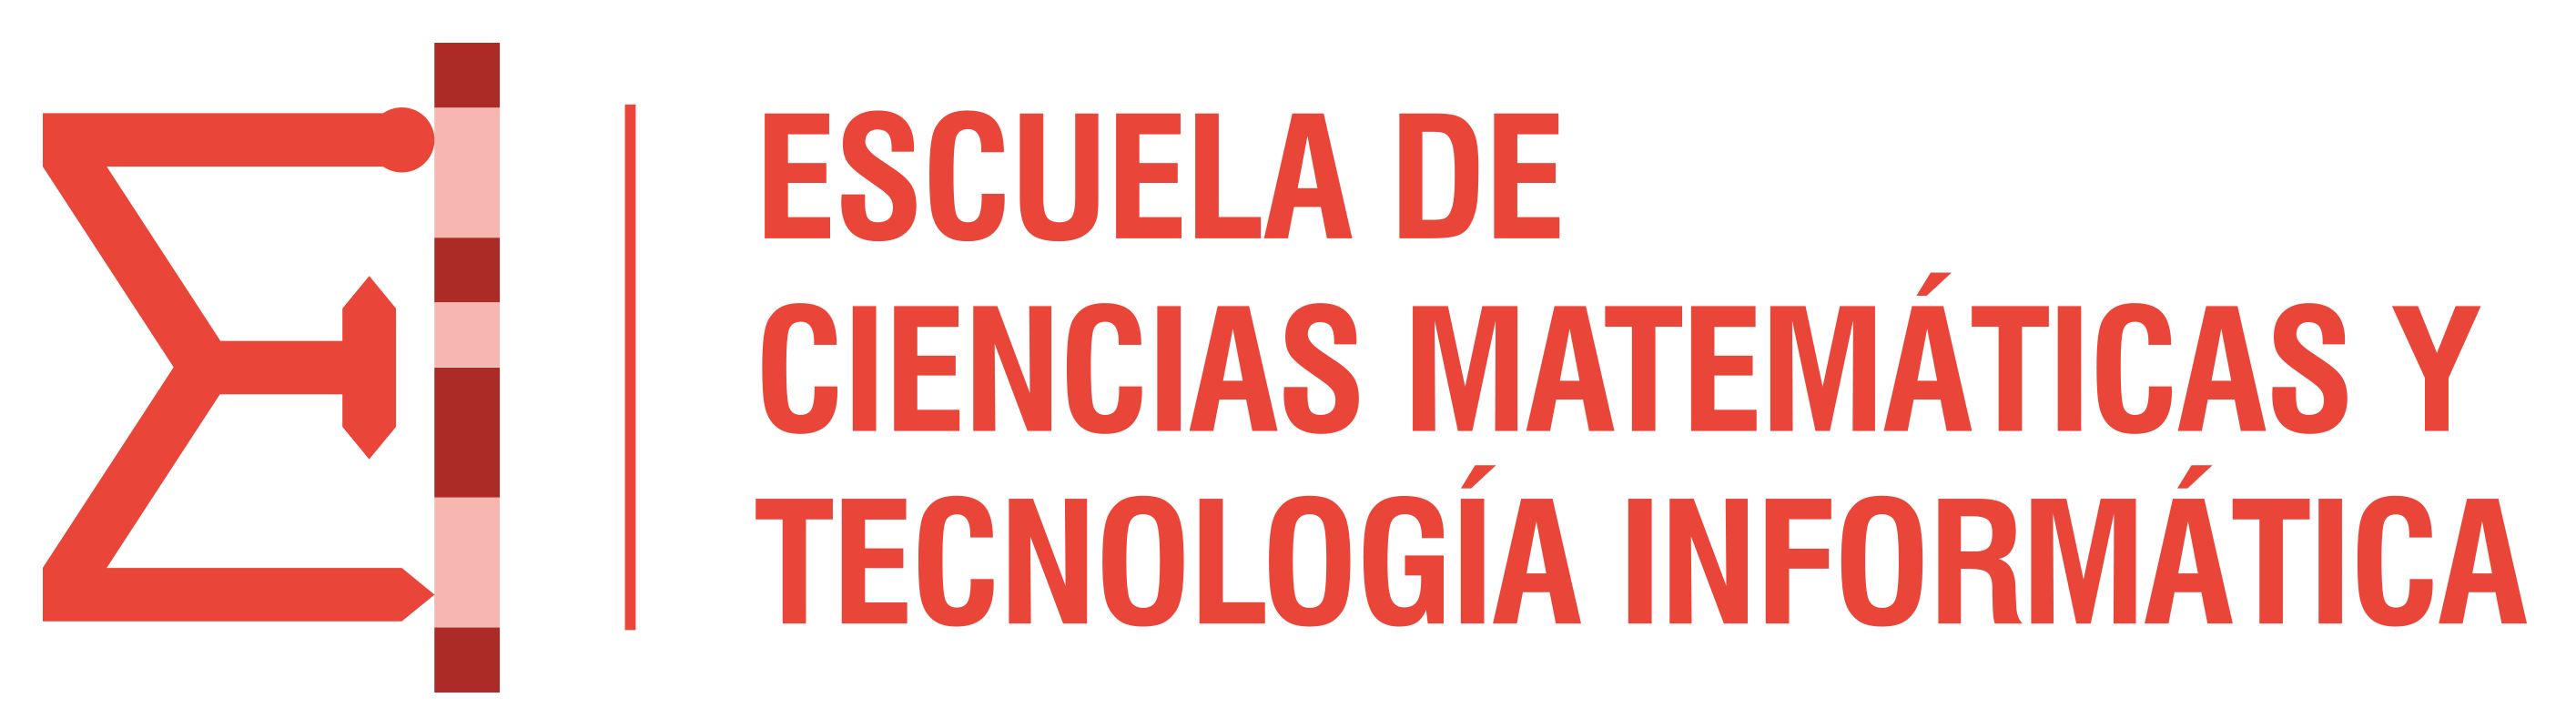 ESCUELA DE
CIENCIAS MATEMÁTICAS Y
TECNOLOGÍA INFORMÁTICA